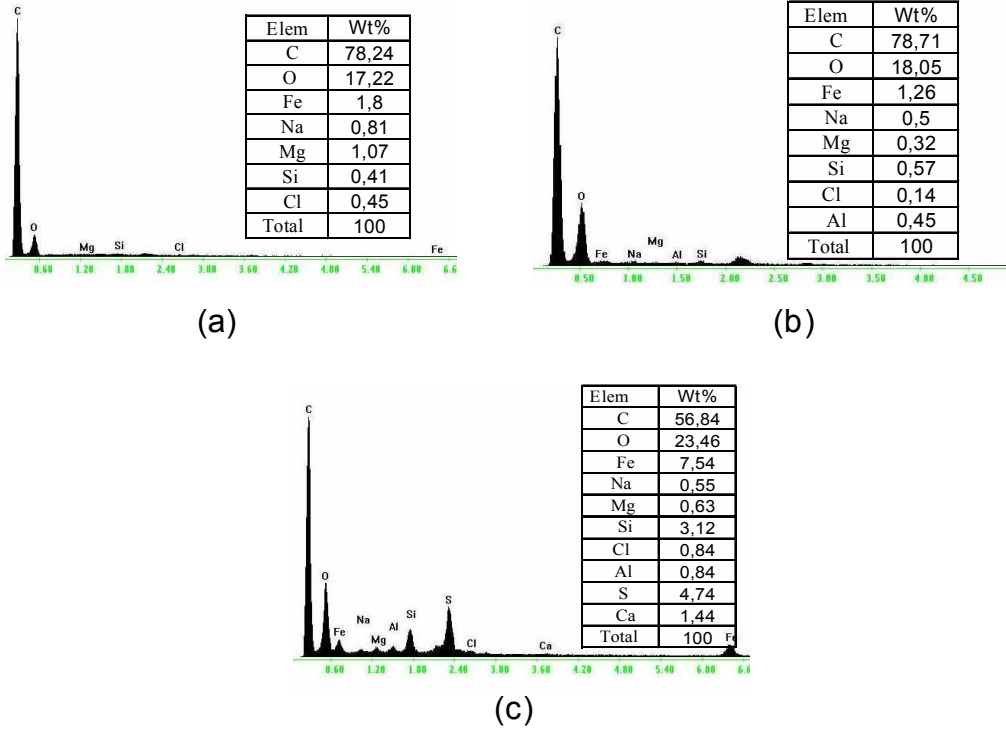 C
Elem Wt%
C 78,24
O 17,22
Fe 1,8
Na 0,81
Mg 1,07
Si 0,41
Cl 0,45
Total 100
O
Mg Si Cl Fe
0.60 1.20 1.80 2.40 3.00 3.60 4.20 4.80 5.40 6.00 6.6
(a)
C
Elem Wt%
C 78,71
O 18,05
Fe 1,26
Na 0,5
Mg 0,32
Si 0,57
Cl 0,14
Al 0,45
Total 100
O
Fe Na Mg Al Si
0.50 1.00 1.50 2.00 2.50 3.00 3.50 4.00 4.50
(b)
C
Elem Wt%
C 56,84
O 23,46
Fe 7,54
Na 0,55
Mg 0,63
Si 3,12
Cl 0,84
Al 0,84
S 4,74
Ca 1,44
Total 100
O
Fe Na Mg Al Si S Cl Ca Fe
0.60 1.20 1.80 2.40 3.00 3.60 4.20 4.80 5.40 6.00 6.6
(c)